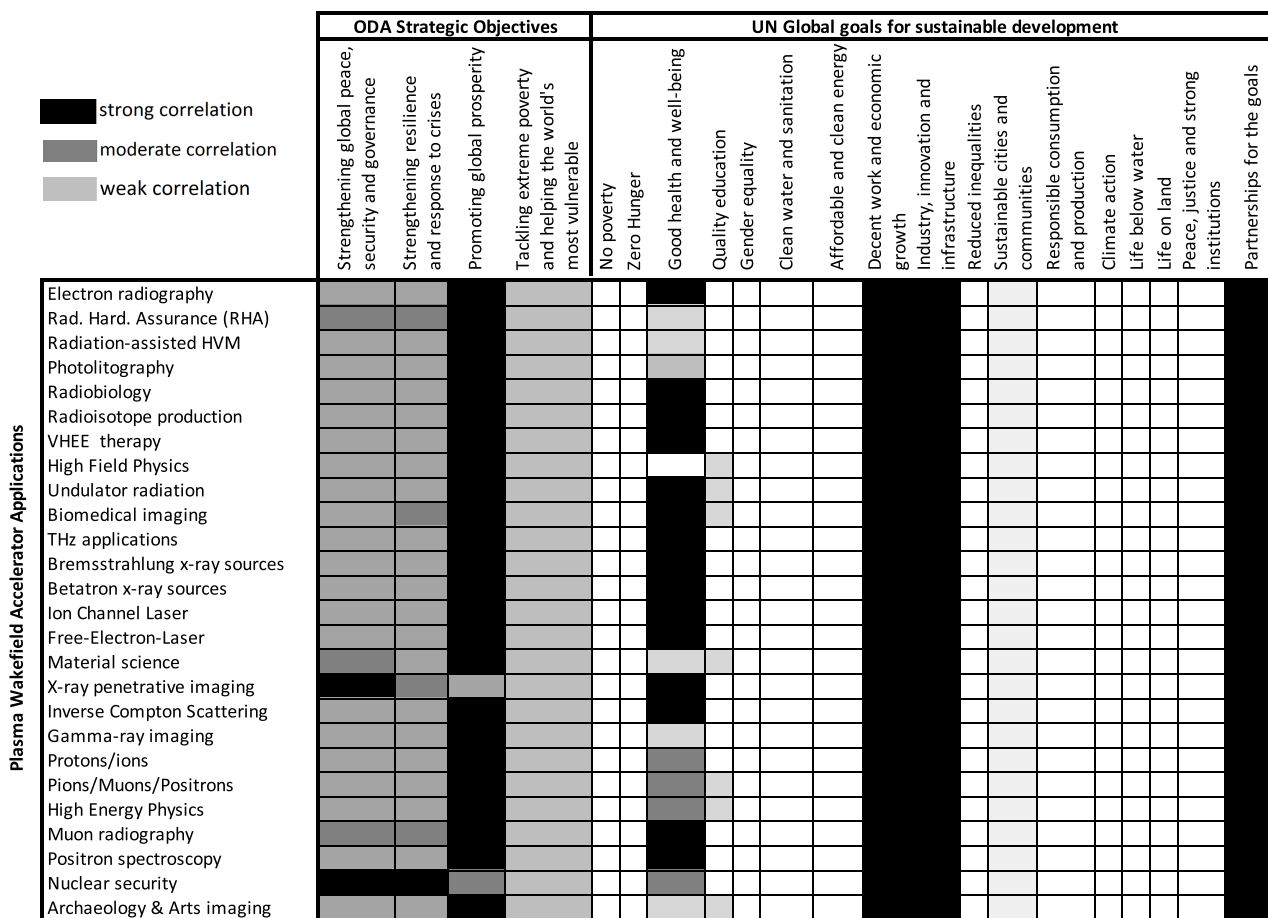 ODA Strategic Objectives
UN Global goals for sustainable development
strong correlation
moderate correlation
weak correlation
Strengthening global peace,
security and governance
Strengthening resilience
and response to crises
Promoting global prosperity
Tackling extreme poverty
and helping the world's
most vulnerable
No poverty
Zero Hunger
Good health and well-being
Quality education
Gender equality
Clean water and sanitation
Affordable and clean energy
Decent work and economic
growth
Industry, innovation and
infrastructure
Reduced inequalities
Sustainable cities and
communities
Responsible consumption
and production
Climate action
Life below water
Life on land
Peace, justice and strong
institutions
Partnerships for the goals
Plasma Wakefield Accelerator Applications
Electron radiography
Rad. Hard. Assurance (RHA)
Radiation-assisted HVM
Photolitography
Radiobiology
Radioisotope production
VHEE therapy
High Field Physics
Undulator radiation
Biomedical imaging
THz applications
Bremsstrahlung x-ray sources
Betatron x-ray sources
Ion Channel Laser
Free-Electron-Laser
Material science
X-ray penetrative imaging
Inverse Compton Scattering
Gamma-ray imaging
Protons/ions
Pions/Muons/Positrons
High Energy Physics
Muon radiography
Positron spectroscopy
Nuclear security
Archaeology & Arts imaging